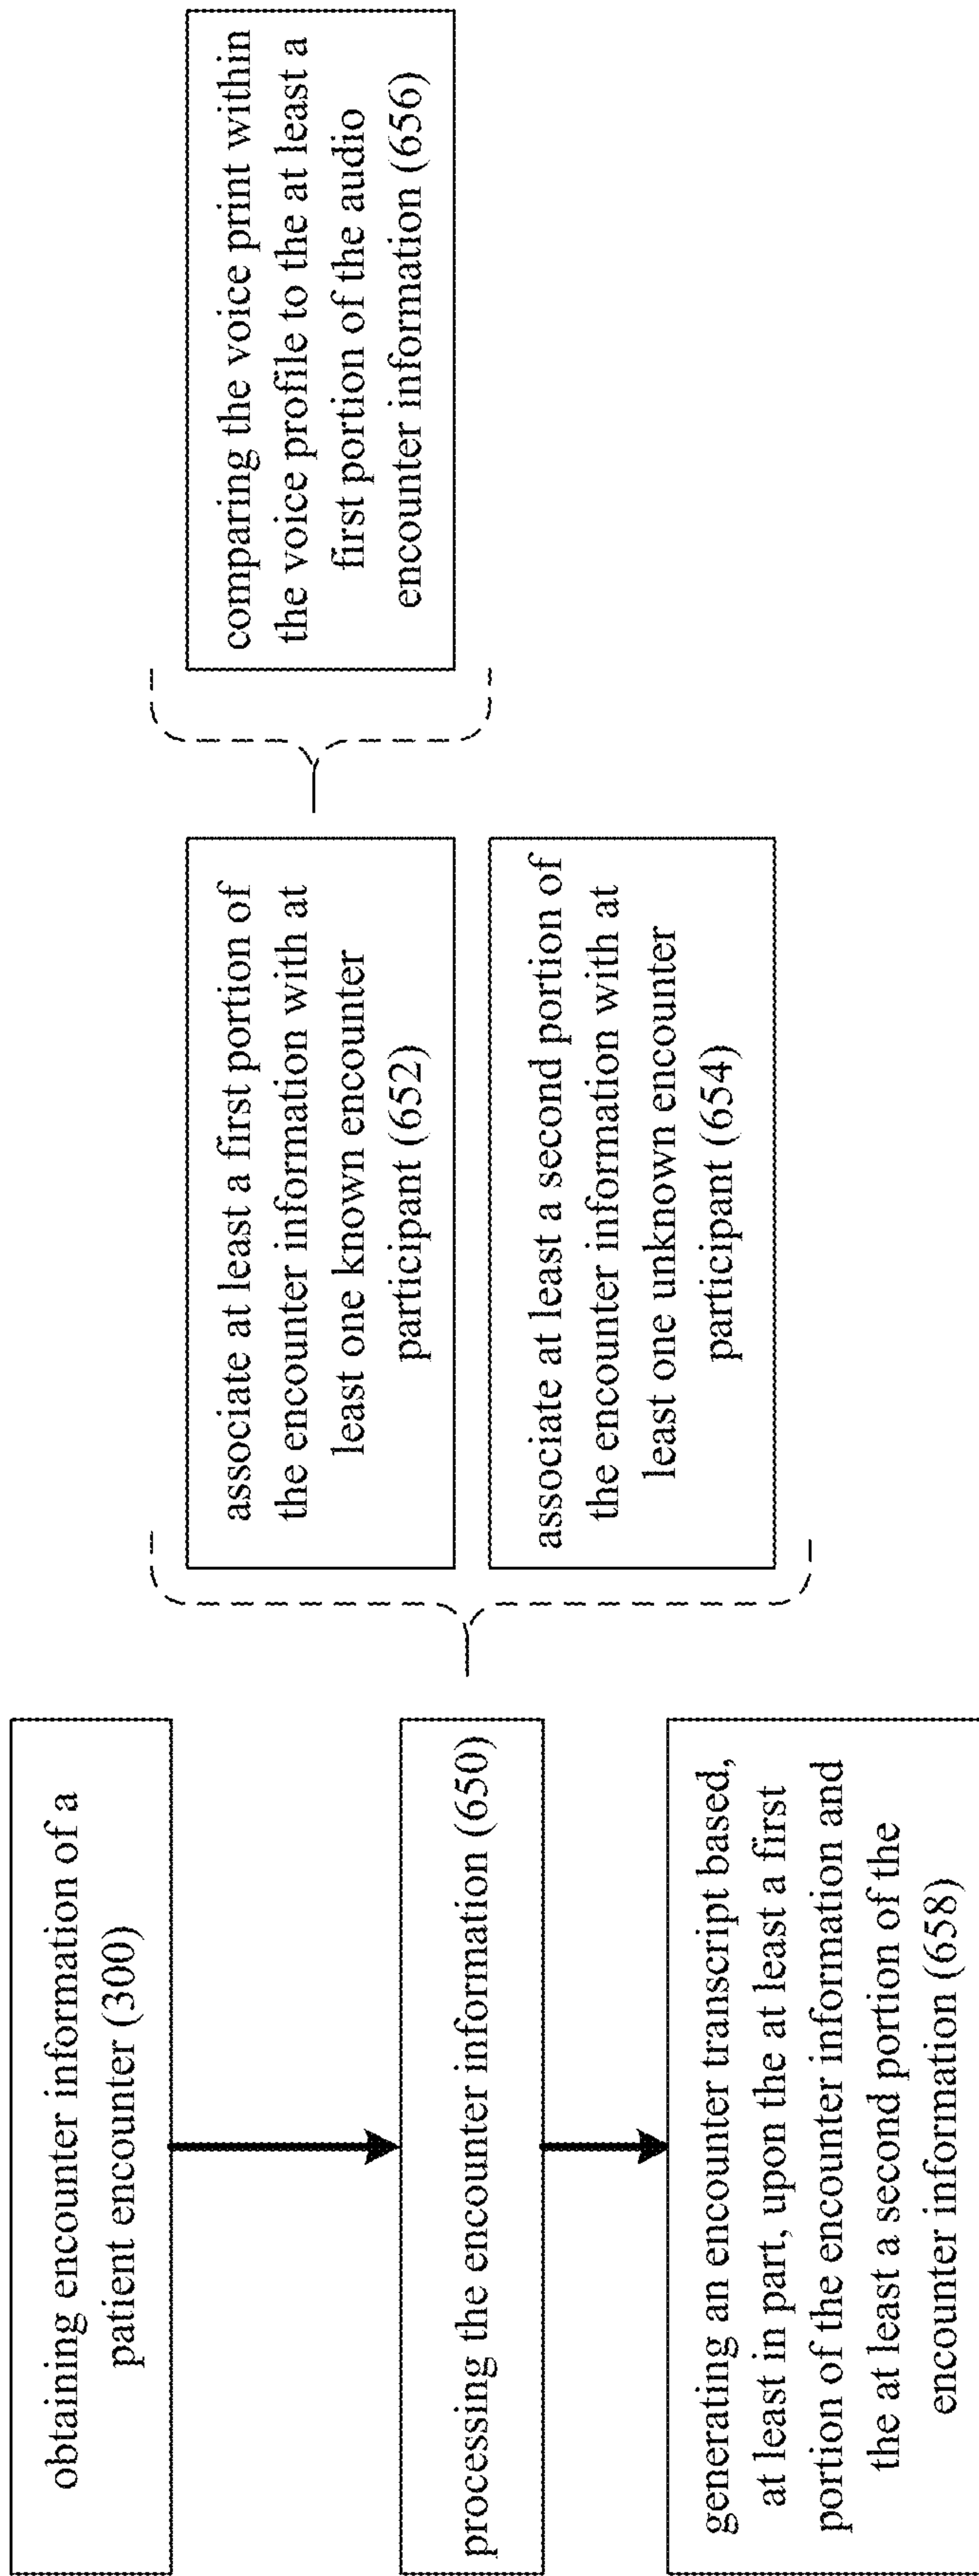 obtaining encounter information of a
patient encounter (300)
processing the encounter information (650)
associate at least a first portion of
the encounter information with at
least one known encounter
participant (652)
associate at least a second portion of
the encounter information with at
least one unknown encounter
participant (654)
comparing the voice print within
the voice profile to the at least a
first portion of the audio
encounter information (656)
generating an encounter transcript based,
at least in part, upon the at least a first
portion of the encounter information and
the at least a second portion of the
encounter information (658)